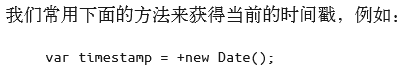 我们常用下面的方法来获得当前的时间戳，例如：
var timestamp = +new Date();